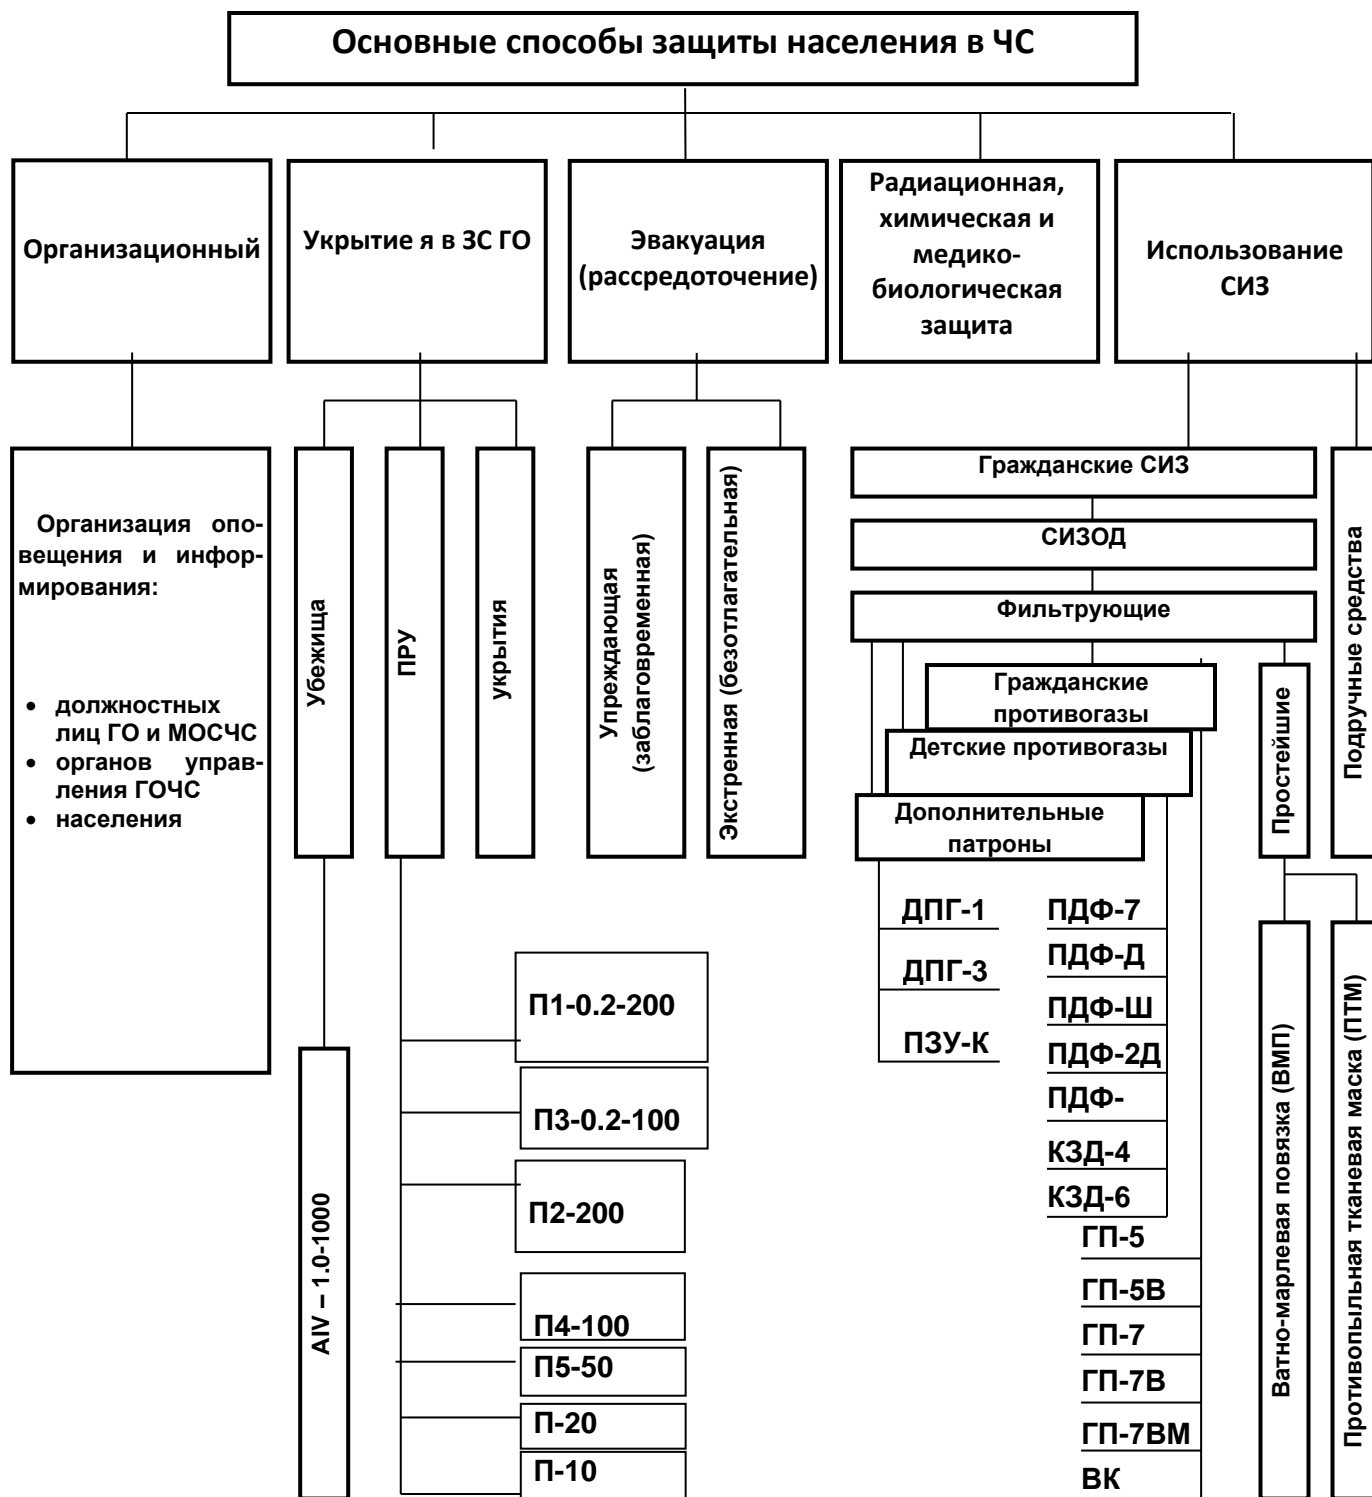 Основные способы защиты населения в ЧС
Организационный
Укрытие я в ЗС ГО
Эвакуация
(рассредоточение)
Радиационная,
химическая и
медико-
биологическая
защита
Использование
СИЗ
Организация опо-
вещения и инфор-
мирования:
• должностных
лиц ГО и МОСЧС
• органов управ-
ления ГОЧС
• населения
Убежища
ПРУ
укрытия
Упреждающая
(заблаговременная)
Экстренная (безотлагательная)
Гражданские СИЗ
СИЗОД
Фильтрующие
Гражданские
противогазы
Детские противогазы
Дополнительные
патроны
Простейшие
Подручные средства
AIV – 1.0-1000
П1-0.2-200
П3-0.2-100
П2-200
П4-100
П5-50
П-20
П-10
ДПГ-1
ДПГ-3
ПЗУ-К
ПДФ-7
ПДФ-Д
ПДФ-Ш
ПДФ-2Д
ПДФ-
КЗД-4
КЗД-6
ГП-5
ГП-5В
ГП-7
ГП-7В
ГП-7ВМ
ВК
Ватно-марлевая повязка (ВМП)
Противопыльная тканевая маска (ПТМ)